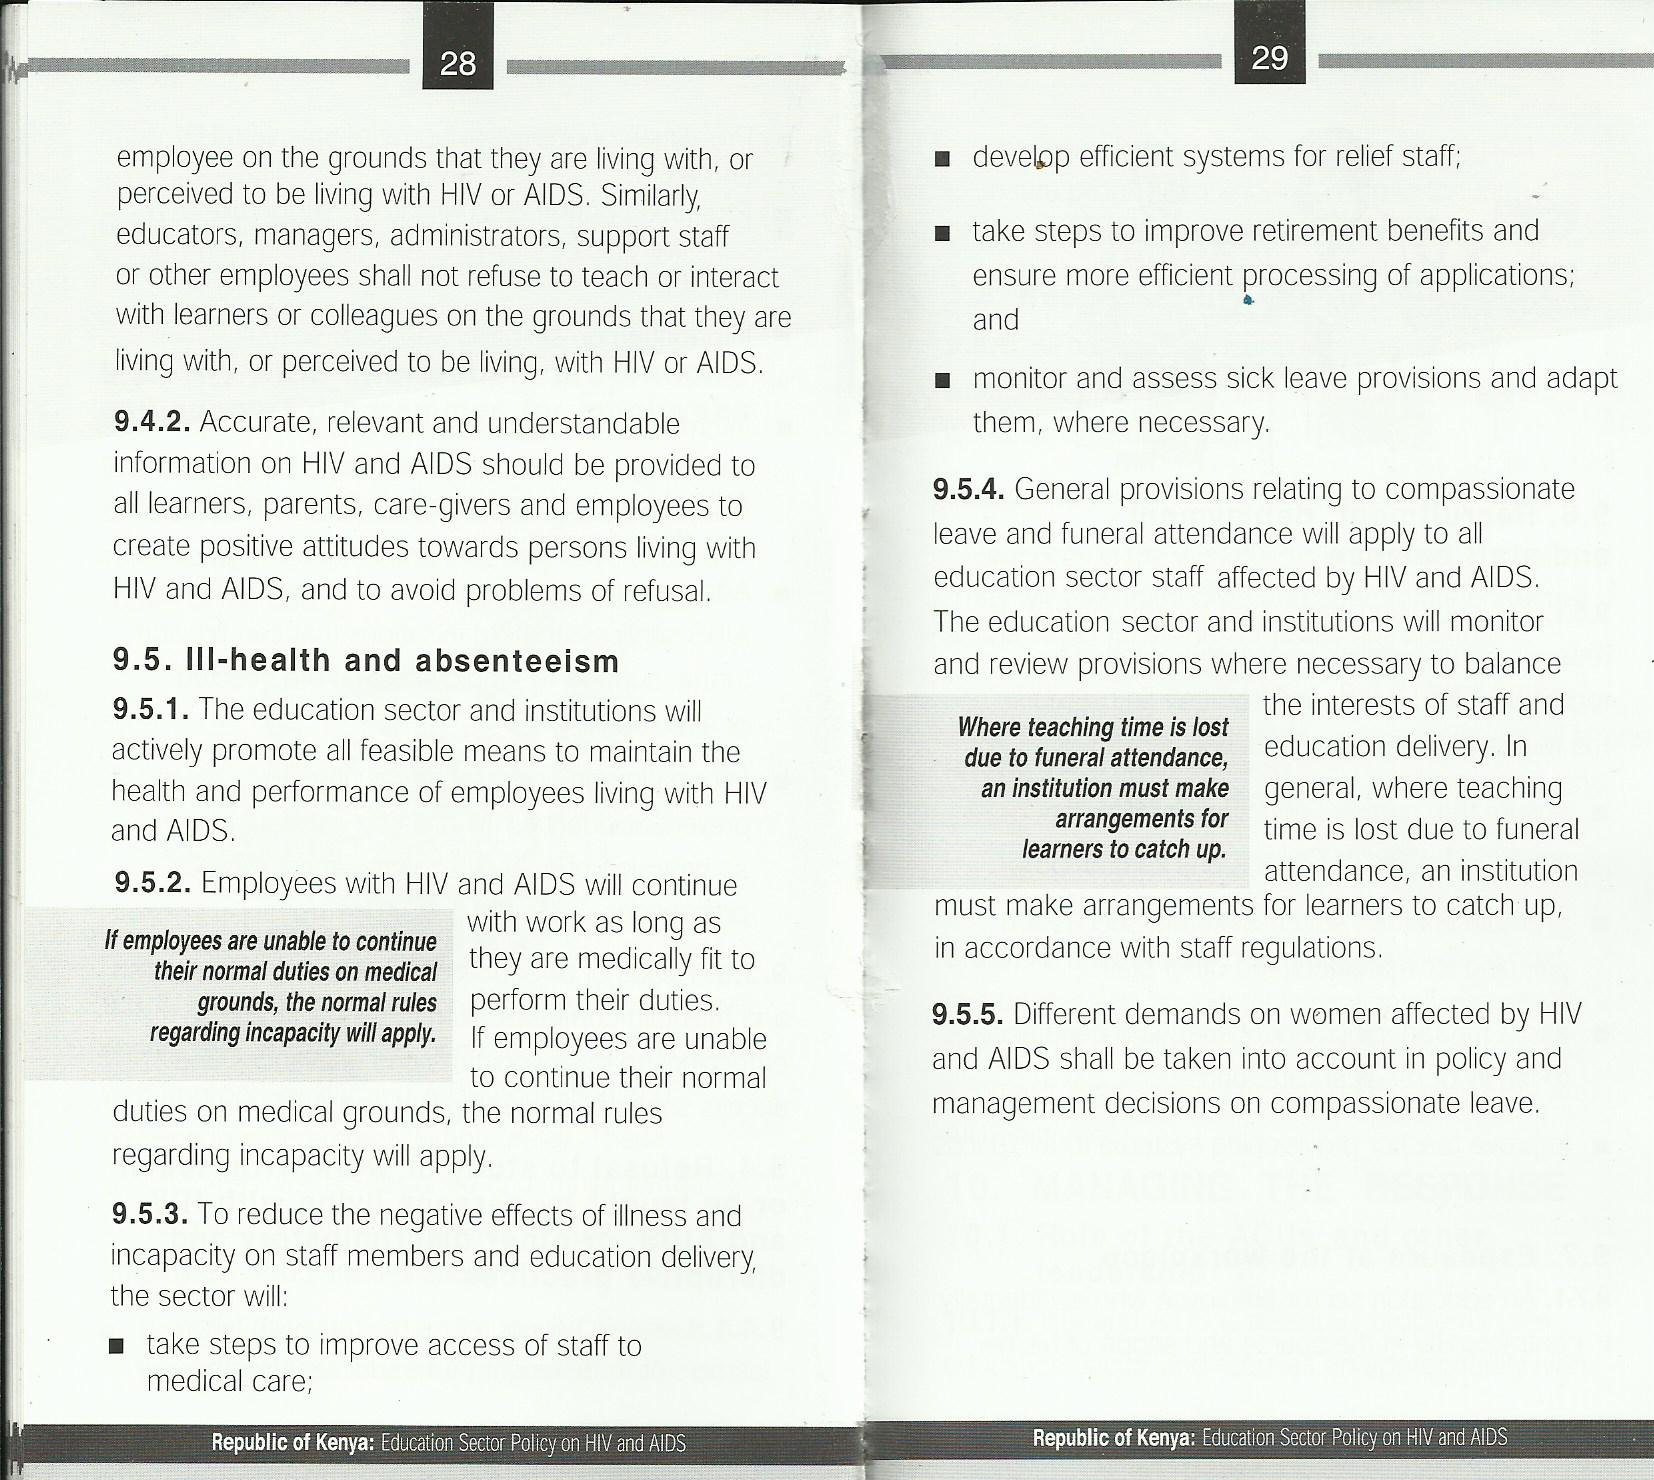 28
employee on the grounds that they are living with, or
perceived to be living with HIV or AIDS. Similarly,
educators, managers, administrators, support staff
or other employees shall not refuse to teach or interact
with learners or colleagues on the grounds that they are
living with, or perceived to be living, with HIV or AIDS.
9.4.2. Accurate, relevant and understandable
information on HIV and AIDS should be provided to
all learners, parents, care-givers and employees to
create positive attitudes towards persons living with
HIV and AIDS, and to avoid problems of refusal.
9.5. Ill-health and absenteeism
9.5.1. The education sector and institutions will
actively promote all feasible means to maintain the
health and performance of employees living with HIV
and AIDS.
9.5.2. Employees with HIV and AIDS will continue
with work as long as
they are medically fit to
perform their duties.
If employees are unable
to continue their normal
duties on medical grounds, the normal rules
regarding incapacity will apply.
If employees are unable to continue
their normal duties on medical
grounds, the normal rules
regarding incapacity will apply.
9.5.3. To reduce the negative effects of illness and
incapacity on staff members and education delivery,
the sector will:
■ take steps to improve access of staff to
medical care;
Republic of Kenya: Education Sector Policy on HIV and AIDS
29
■ develop efficient systems for relief staff;
■ take steps to improve retirement benefits and
ensure more efficient processing of applications;
and
■ monitor and assess sick leave provisions and adapt
them, where necessary.
9.5.4. General provisions relating to compassionate
leave and funeral attendance will apply to all
education sector staff affected by HIV and AIDS.
The education sector and institutions will monitor
and review provisions where necessary to balance
the interests of staff and
education delivery. In
general, where teaching
time is lost due to funeral
attendance, an institution
must make arrangements for learners to catch up,
in accordance with staff regulations.
Where teaching time is lost
due to funeral attendance,
an institution must make
arrangements for
learners to catch up.
9.5.5. Different demands on women affected by HIV
and AIDS shall be taken into account in policy and
management decisions on compassionate leave.
Republic of Kenya: Education Sector Policy on HIV and AIDS